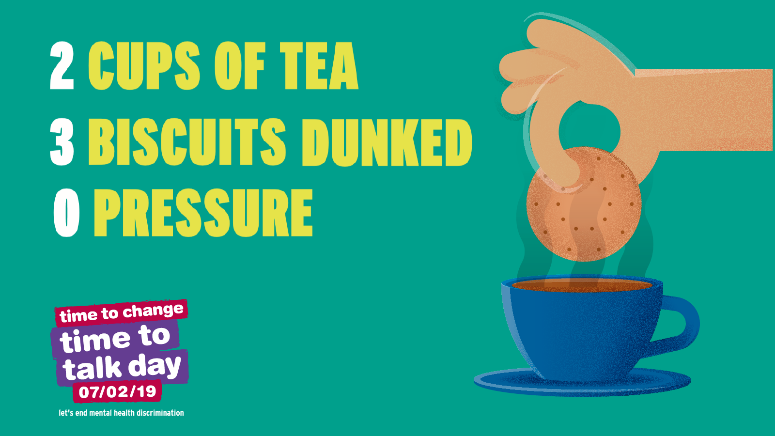 2 CUPS OF TEA
3 BISCUITS DUNKED
0 PRESSURE
time to change
time to
talk day
07/02/19
let's end mental health discrimination